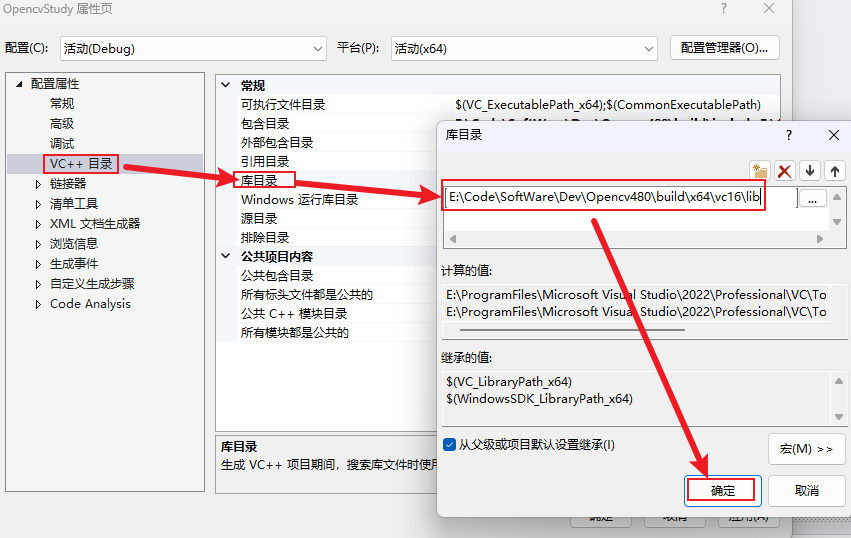 OpencvStudy 属性页
配置(C): 活动(Debug) 平台(P): 活动(x64) 配置管理器(O)...
配置属性
常规
高级
调试
VC++ 目录
链接器
清单工具
XML 文档生成器
浏览信息
生成事件
自定义生成步骤
Code Analysis
常规
可执行文件目录 $(VC_ExecutablePath_x64);$(CommonExecutablePath)
包含目录
外部包含目录
引用目录
库目录
Windows 运行库目录
源目录
排除目录
公共项目内容
公共包含目录
所有标头文件都是公共的
公共 C++ 模块目录
所有模块都是公共的
库目录
生成 VC++ 项目期间，搜索库文件时使用
库目录
E:\Code\SoftWare\Dev\Opencv480\build\x64\vc16\lib
...
计算的值:
E:\ProgramFiles\Microsoft Visual Studio\2022\Professional\VC\To
E:\ProgramFiles\Microsoft Visual Studio\2022\Professional\VC\To
继承的值:
$(VC_LibraryPath_x64)
$(WindowsSDK_LibraryPath_x64)
从父级或项目默认设置继承(I)
宏(M) >>
确定 取消
确定 取消 应用(A)